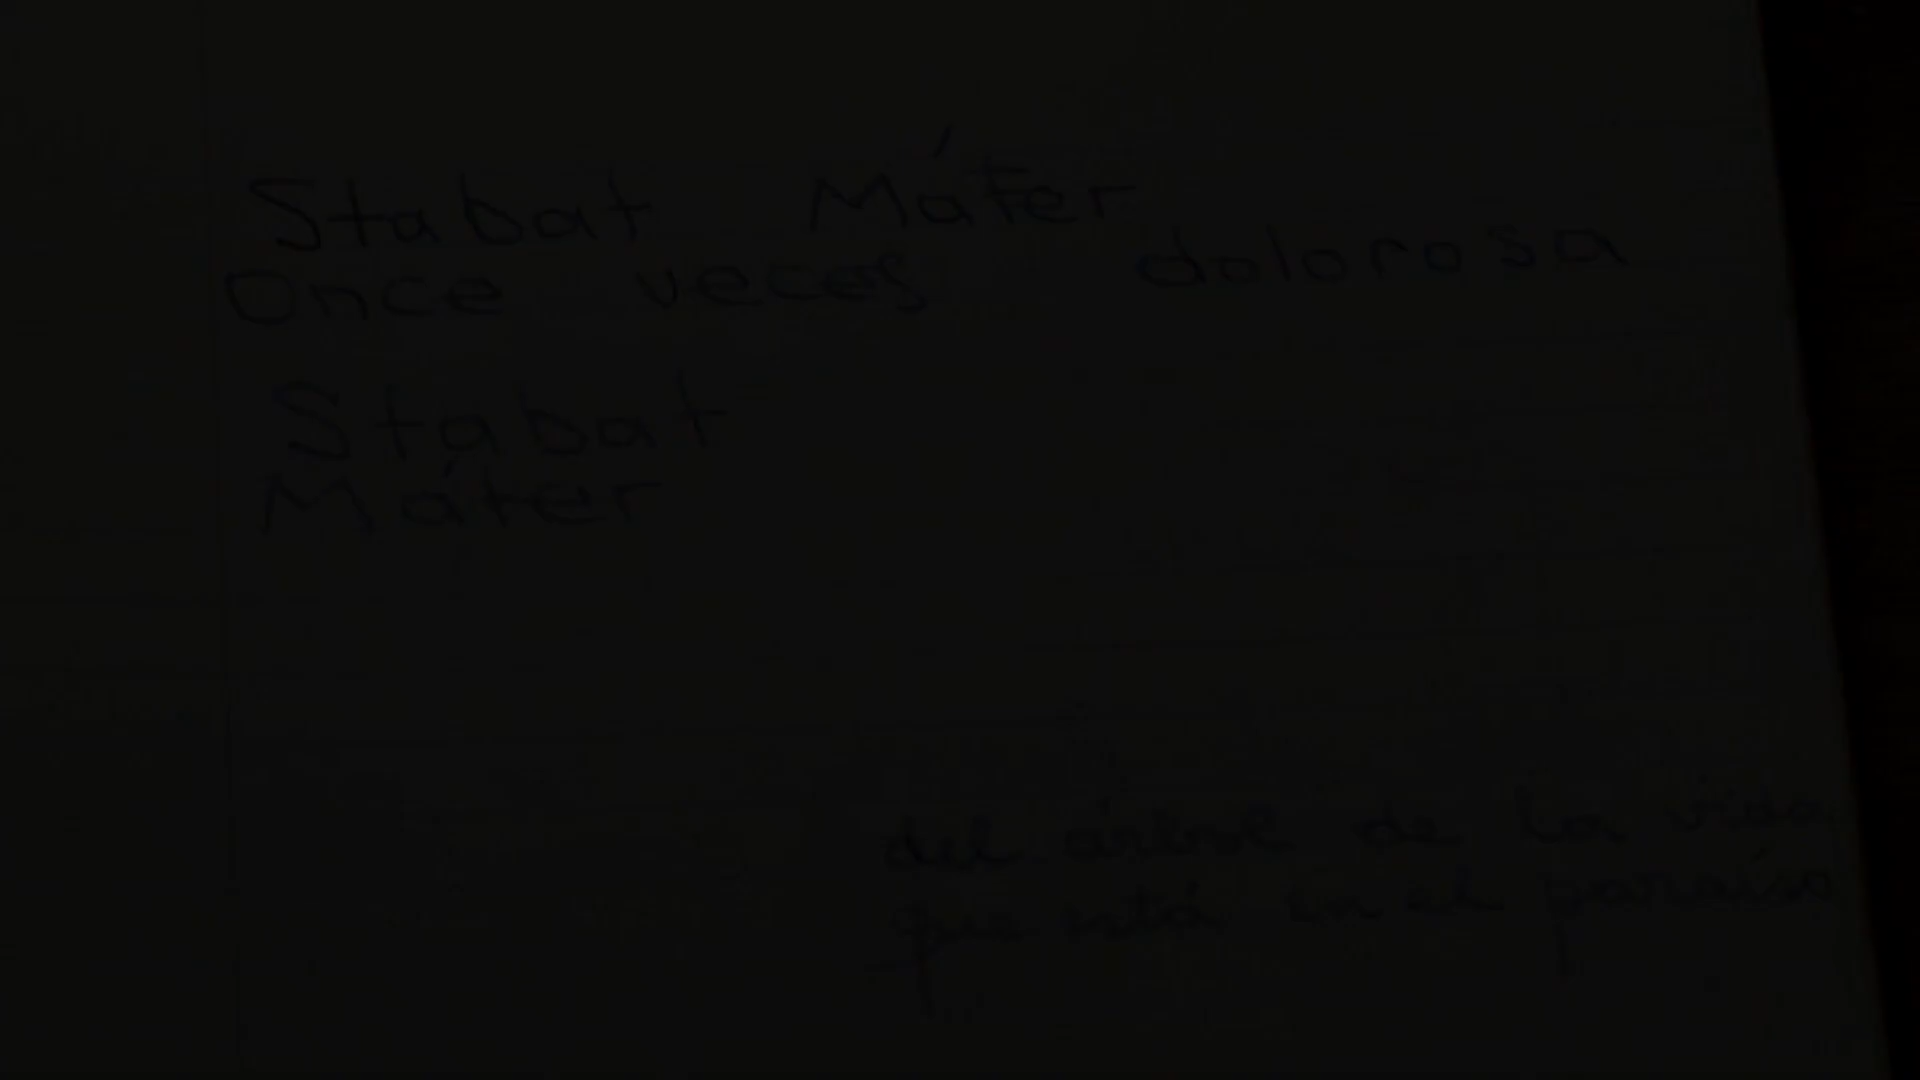 Stabat Máter
dolorosa
Once veces
Stabat
Máter
del árbol de la vida
que está en el paraíso